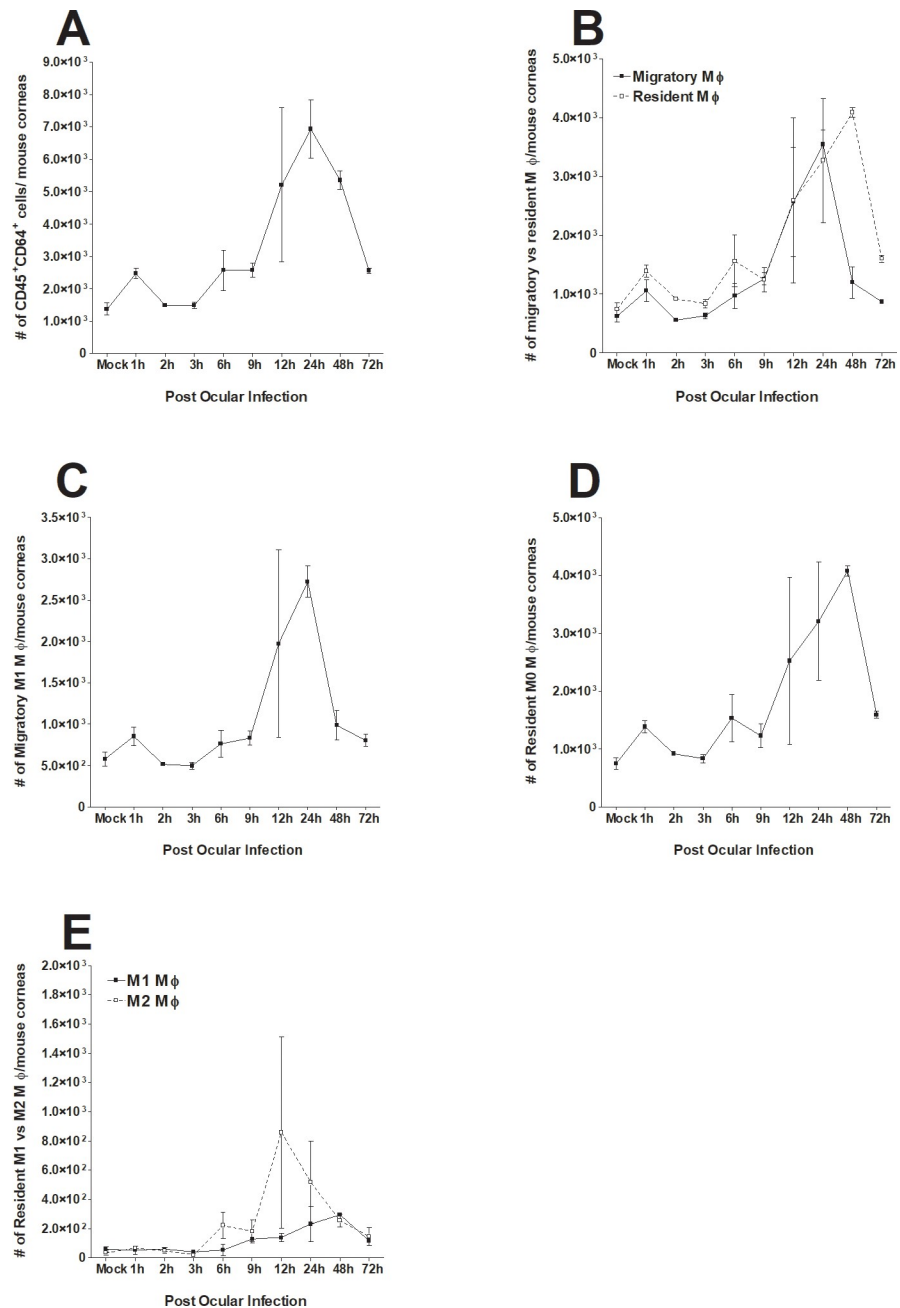 A
# of CD45⁺CD64⁺ cells/ mouse corneas
9.0×10³
8.0×10³
7.0×10³
6.0×10³
5.0×10³
4.0×10³
3.0×10³
2.0×10³
1.0×10³
0
Mock 1h 2h 3h 6h 9h 12h 24h 48h 72h
Post Ocular Infection
B
# of migratory vs resident M ϕ/mouse corneas
5.0×10³
4.0×10³
3.0×10³
2.0×10³
1.0×10³
0
Migratory Mϕ
Resident Mϕ
Mock 1h 2h 3h 6h 9h 12h 24h 48h 72h
Post Ocular Infection
C
# of Migratory M1 M ϕ/mouse corneas
3.5×10³
3.0×10³
2.5×10³
2.0×10³
1.5×10³
1.0×10³
5.0×10²
0
Mock 1h 2h 3h 6h 9h 12h 24h 48h 72h
Post Ocular Infection
D
# of Resident M0 M ϕ/mouse corneas
5.0×10³
4.0×10³
3.0×10³
2.0×10³
1.0×10³
0
Mock 1h 2h 3h 6h 9h 12h 24h 48h 72h
Post Ocular Infection
E
# of Resident M1 vs M2 M ϕ/mouse corneas
2.0×10³
1.8×10³
1.6×10³
1.4×10³
1.2×10³
1.0×10³
8.0×10²
6.0×10²
4.0×10²
2.0×10²
0
M1 Mϕ
M2 Mϕ
Mock 1h 2h 3h 6h 9h 12h 24h 48h 72h
Post Ocular Infection